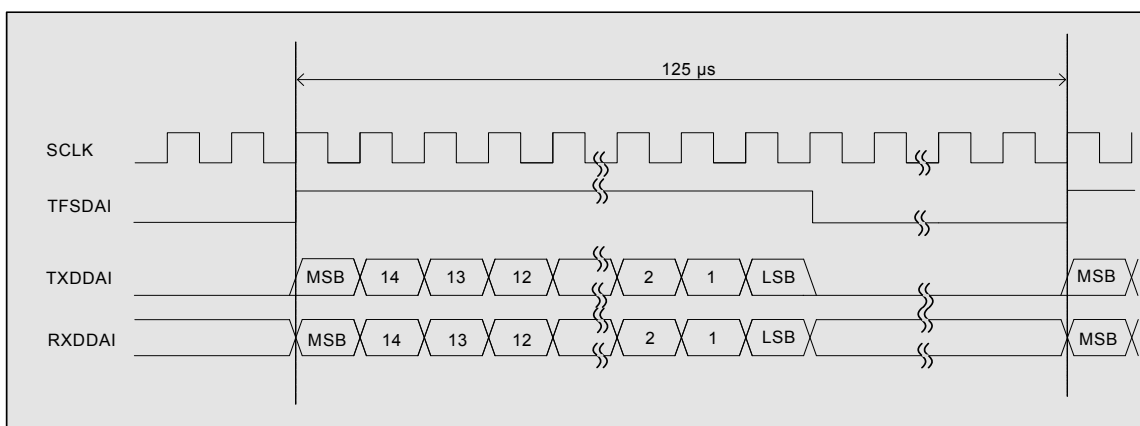 125 µs
SCLK
TFSDAI
TXDDAI MSB 14 13 12 2 1 LSB MSB
RXDDAI MSB 14 13 12 2 1 LSB MSB